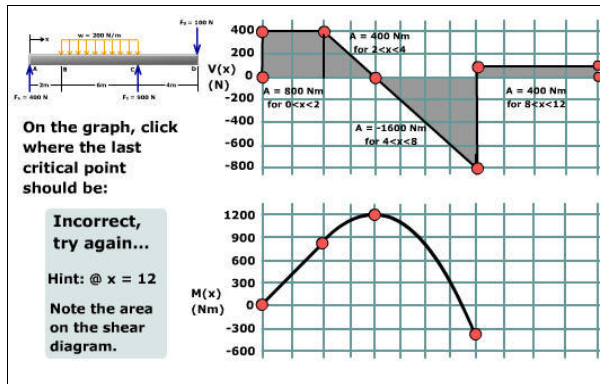 F₃ = 100 N
x
w = 200 N/m
A
B
C
D
2m
6m
4m
F₁ = 400 N
F₂ = 900 N
On the graph, click
where the last
critical point
should be:
Incorrect,
try again...
Hint: @ x = 12
Note the area
on the shear
diagram.
V(x)
(N)
400
200
0
-200
-400
-600
-800
A = 400 Nm
for 2<x<4
A = 800 Nm
for 0<x<2
A = -1600 Nm
for 4<x<8
A = 400 Nm
for 8<x<12
M(x)
(Nm)
1200
900
600
300
0
-300
-600